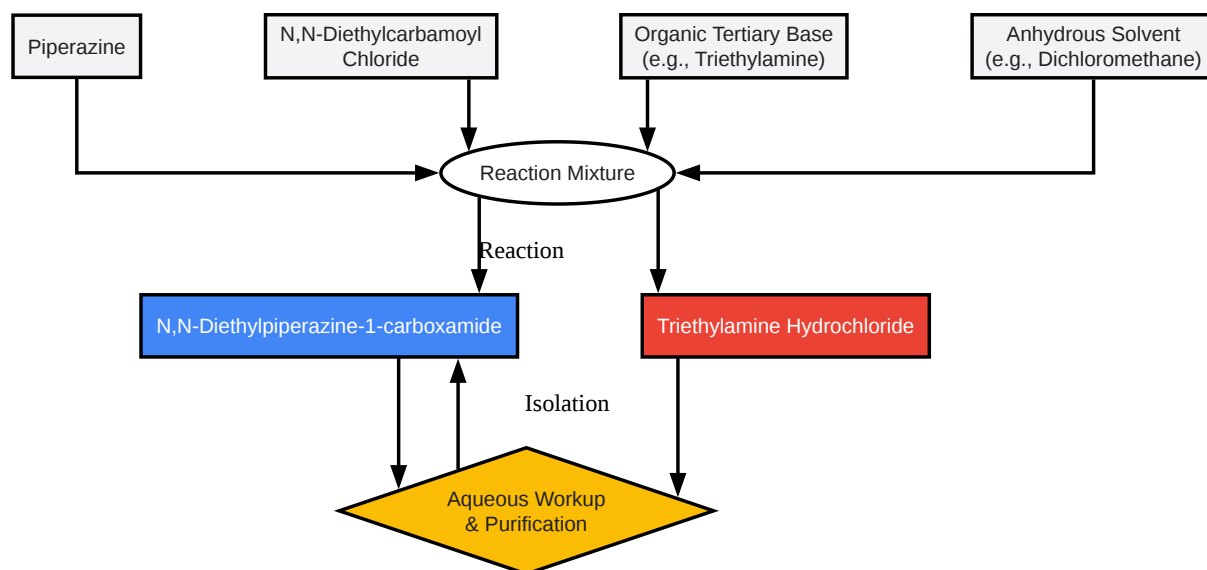 Piperazine
N,N-Diethylcarbamoyl
Chloride
Organic Tertiary Base
(e.g., Triethylamine)
Anhydrous Solvent
(e.g., Dichloromethane)
Reaction Mixture
Reaction
N,N-Diethylpiperazine-1-carboxamide
Triethylamine Hydrochloride
Isolation
Aqueous Workup
& Purification